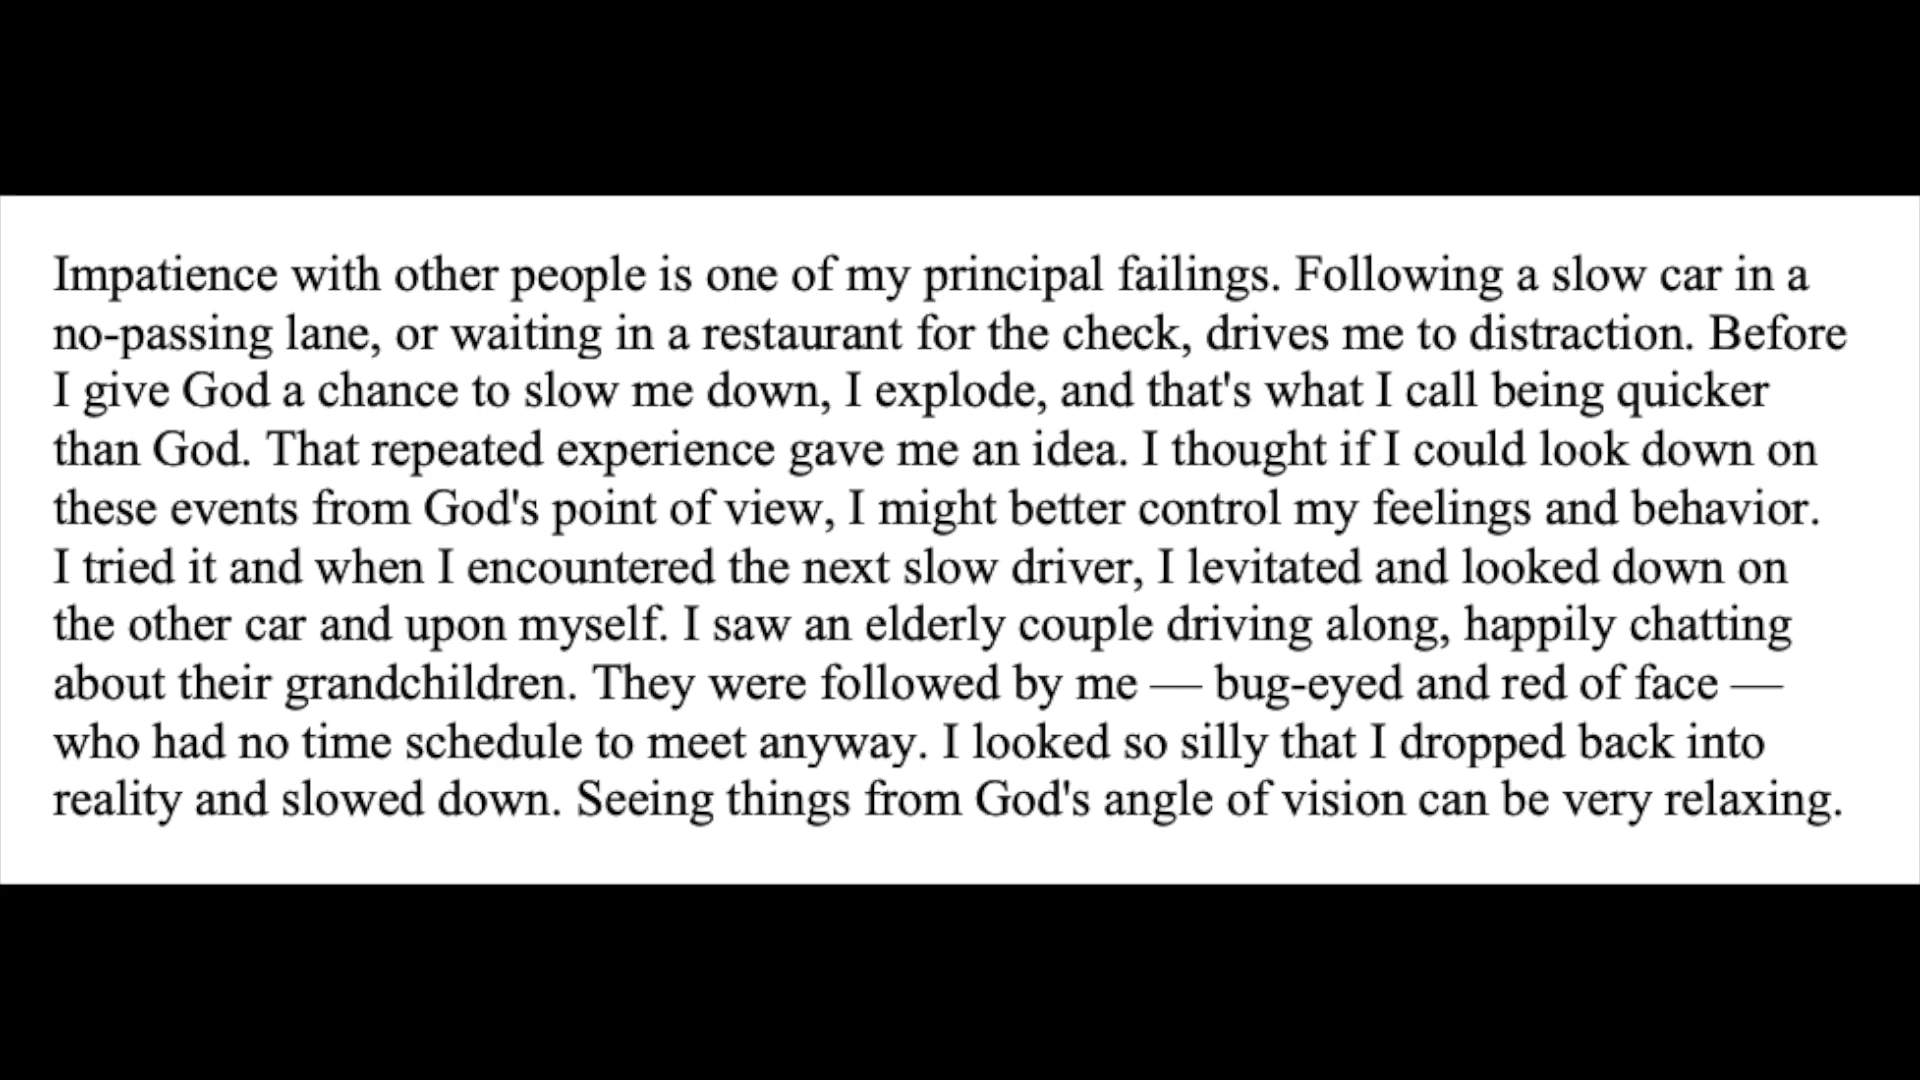 Impatience with other people is one of my principal failings. Following a slow car in a
no-passing lane, or waiting in a restaurant for the check, drives me to distraction. Before
I give God a chance to slow me down, I explode, and that's what I call being quicker
than God. That repeated experience gave me an idea. I thought if I could look down on
these events from God's point of view, I might better control my feelings and behavior.
I tried it and when I encountered the next slow driver, I levitated and looked down on
the other car and upon myself. I saw an elderly couple driving along, happily chatting
about their grandchildren. They were followed by me — bug-eyed and red of face —
who had no time schedule to meet anyway. I looked so silly that I dropped back into
reality and slowed down. Seeing things from God's angle of vision can be very relaxing.